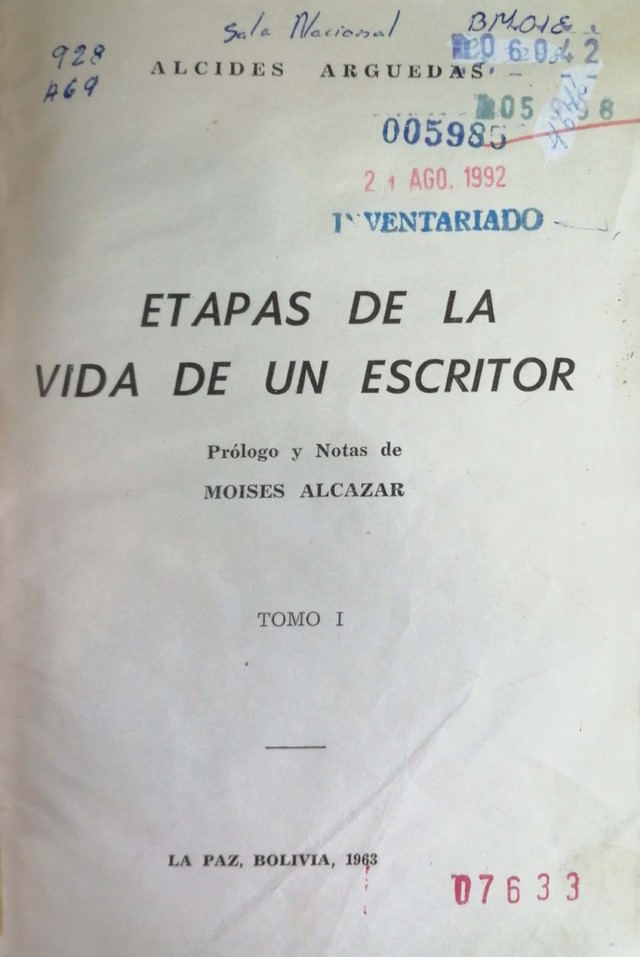 Sala Nacional
928
A69
ALCIDES ARGUEDAS
06042
005985
21 AGO. 1992
INVENTARIADO
ETAPAS DE LA
VIDA DE UN ESCRITOR
Prólogo y Notas de
MOISES ALCAZAR
TOMO I
LA PAZ, BOLIVIA, 1963
07633